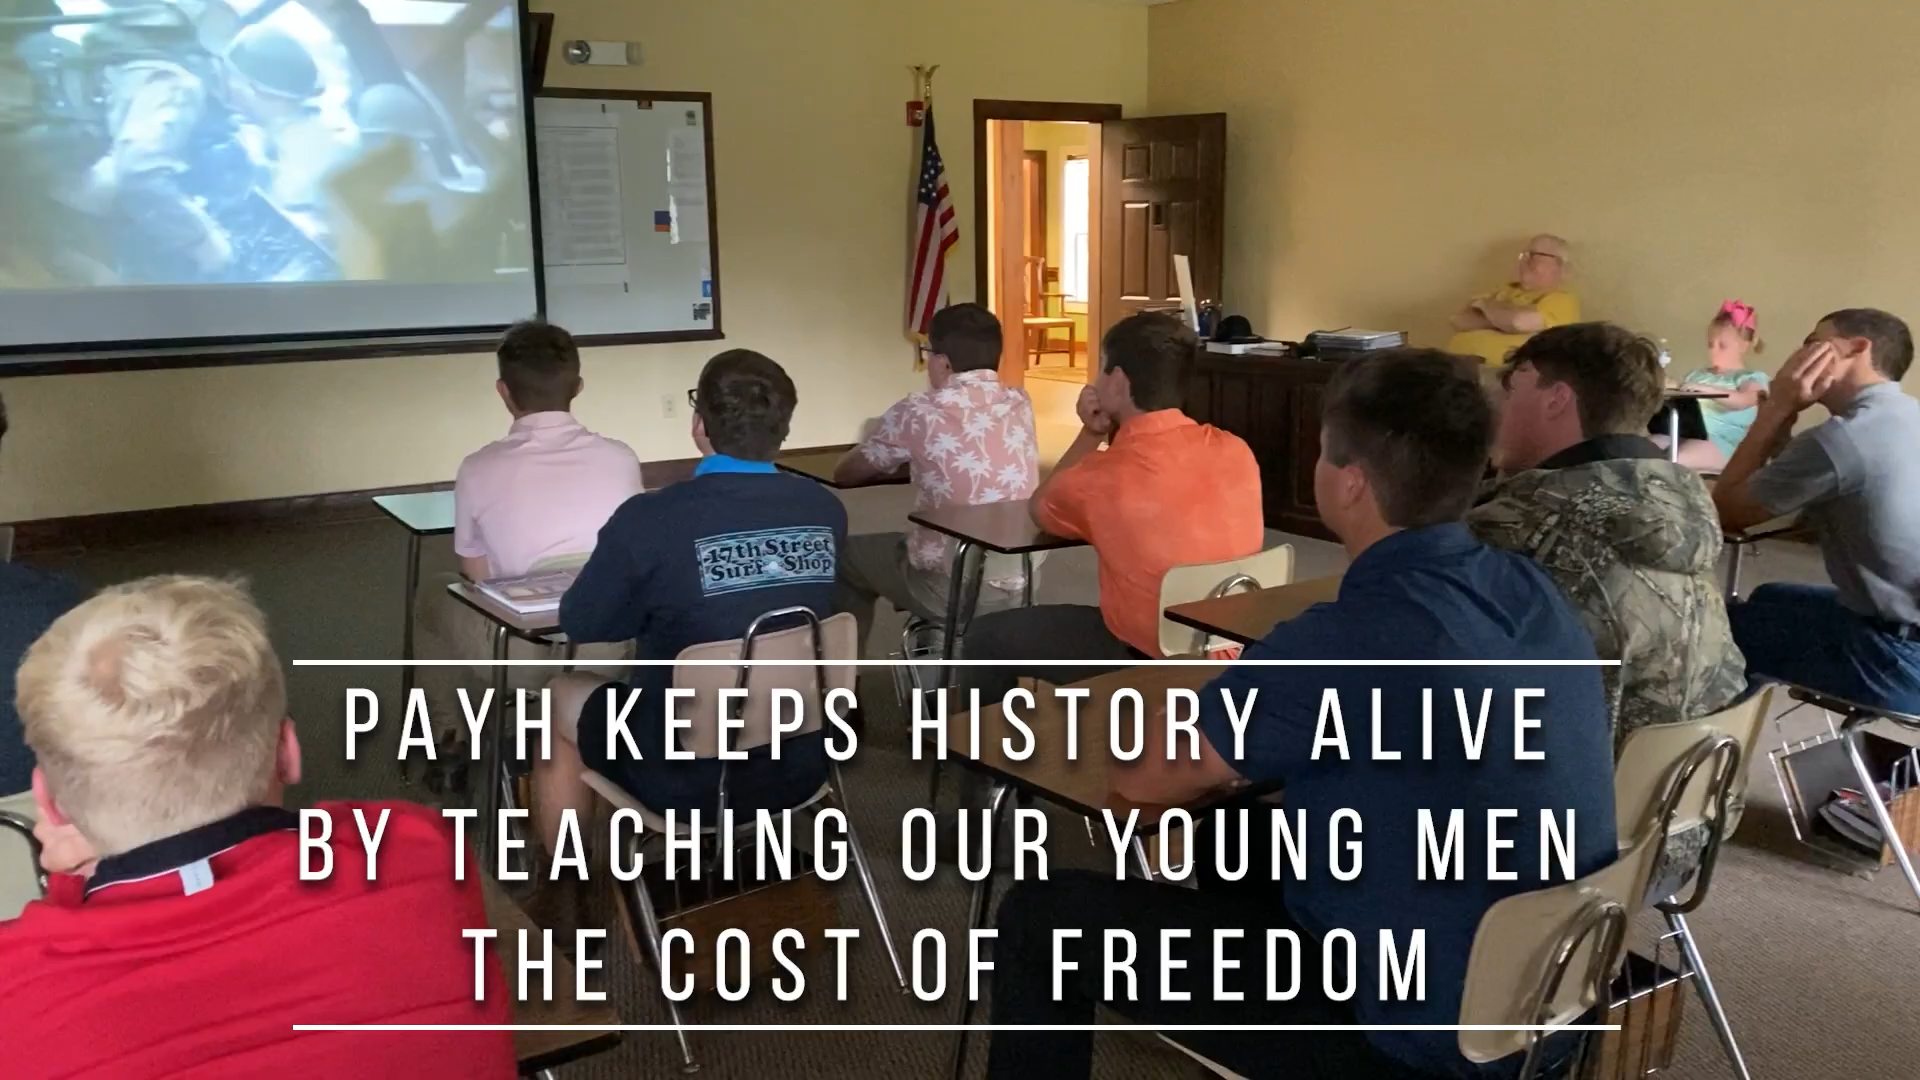 17th Street
Surf Shop
PAYH KEEPS HISTORY ALIVE
BY TEACHING OUR YOUNG MEN
THE COST OF FREEDOM